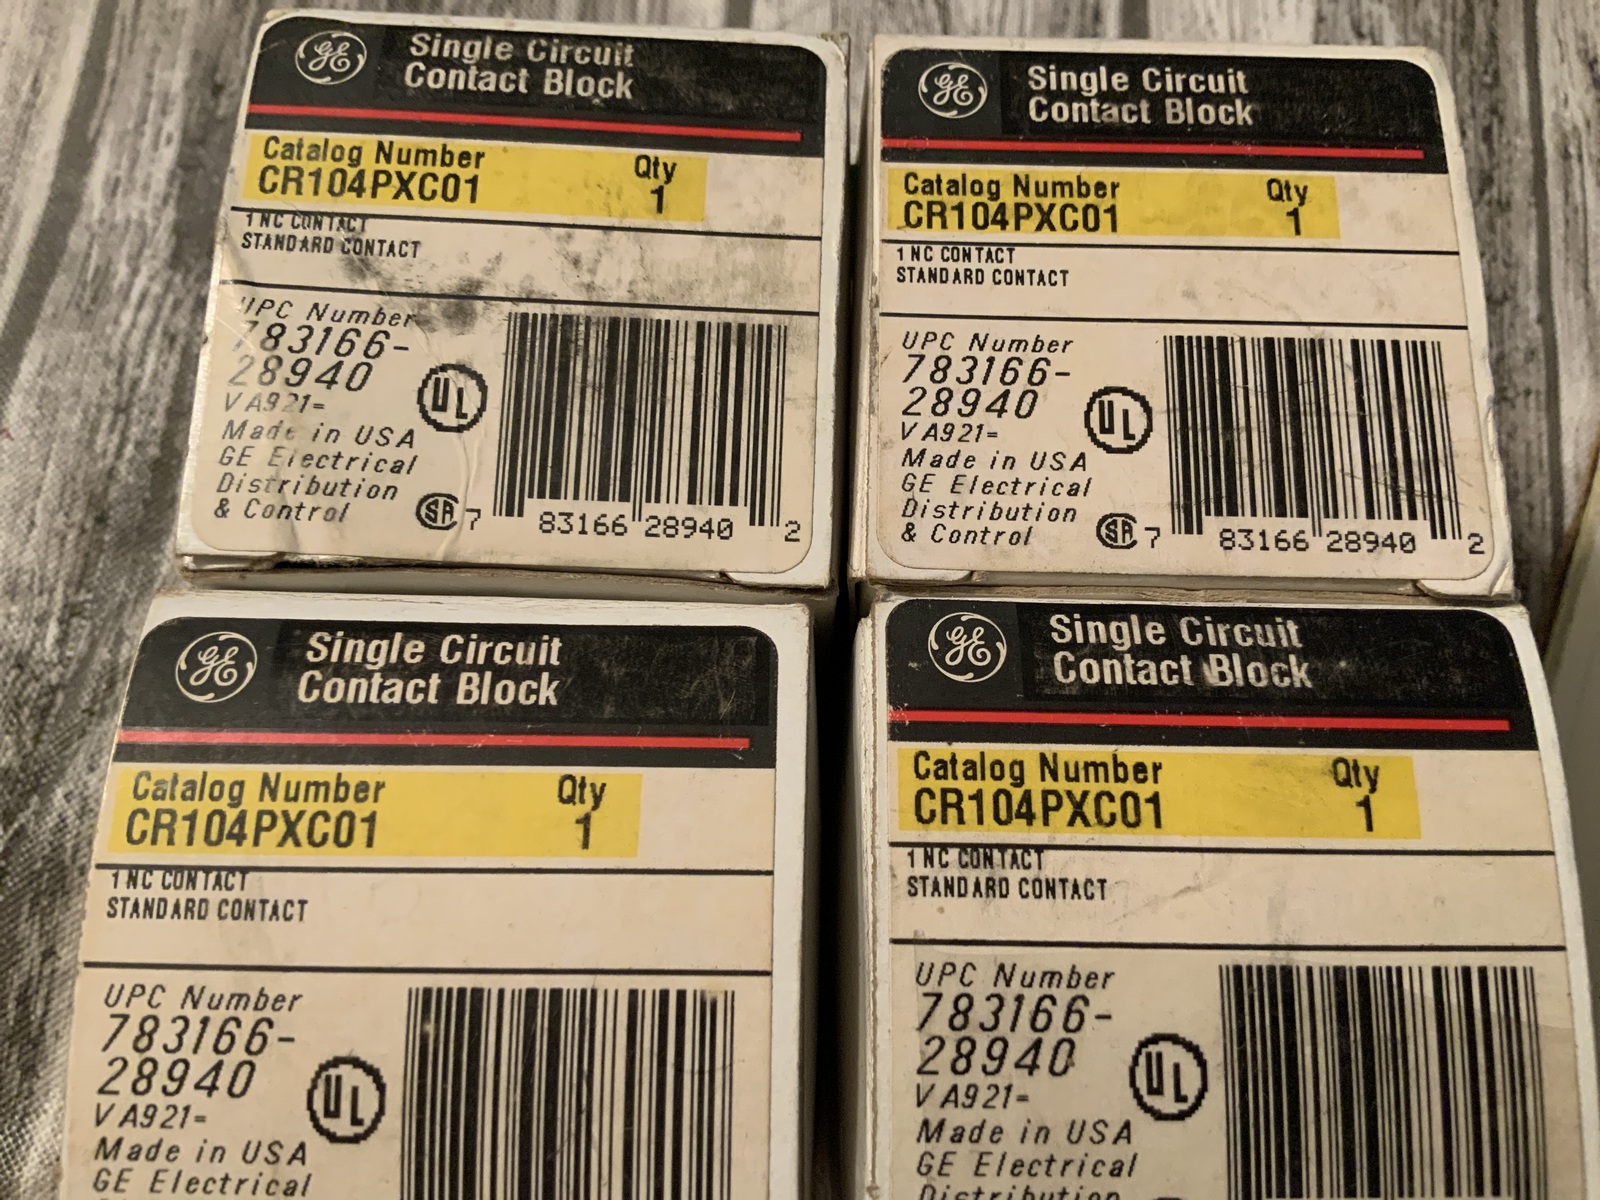 GE
Single Circuit
Contact Block
Catalog Number Qty
CR104PXC01 1
1 NC CONTACT
STANDARD CONTACT
UPC Number
783166-
28940
VA921=
Made in USA
GE Electrical
Distribution
& Control
UL
SA
7 83166 28940 2
GE
Single Circuit
Contact Block
Catalog Number Qty
CR104PXC01 1
1 NC CONTACT
STANDARD CONTACT
UPC Number
783166-
28940
VA921=
Made in USA
GE Electrical
Distribution
& Control
UL
SA
7 83166 28940 2
GE
Single Circuit
Contact Block
Catalog Number Qty
CR104PXC01 1
1 NC CONTACT
STANDARD CONTACT
UPC Number
783166-
28940
VA921=
Made in USA
GE Electrical
UL
GE
Single Circuit
Contact Block
Catalog Number Qty
CR104PXC01 1
1 NC CONTACT
STANDARD CONTACT
UPC Number
783166-
28940
VA921=
Made in USA
GE Electrical
Distribution
UL